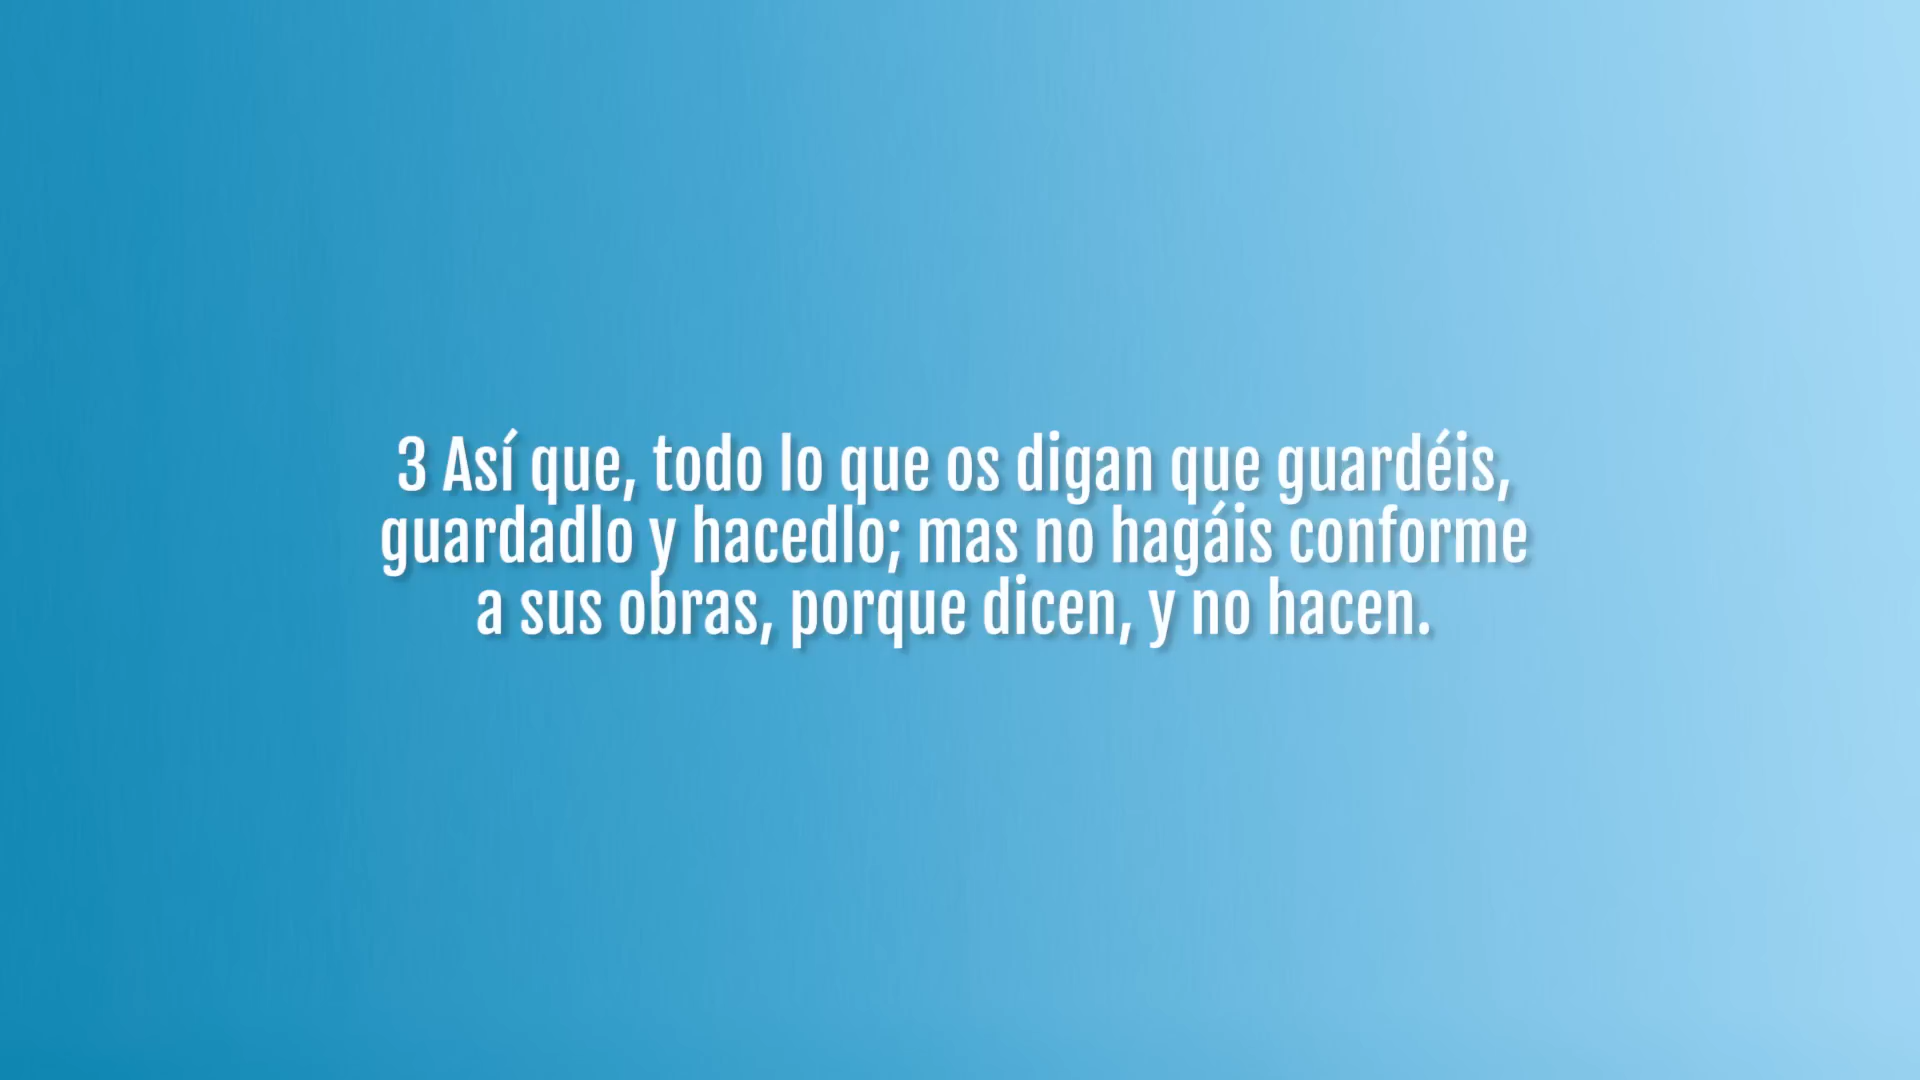 3 Así que, todo lo que os digan que guardéis,
guardadlo y hacedlo; mas no hagáis conforme
a sus obras, porque dicen, y no hacen.